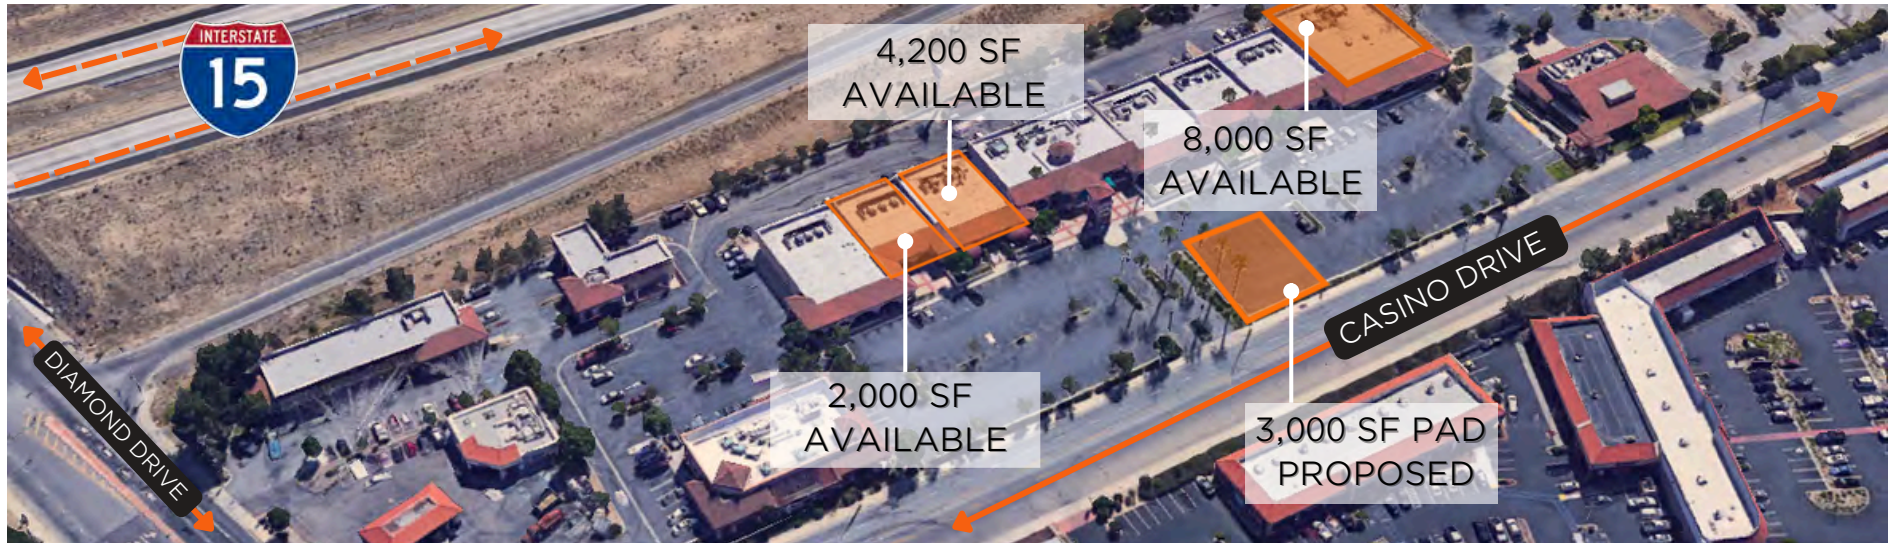 INTERSTATE
15
4,200 SF
AVAILABLE
8,000 SF
AVAILABLE
CASINO DRIVE
DIAMOND DRIVE
2,000 SF
AVAILABLE
3,000 SF PAD
PROPOSED